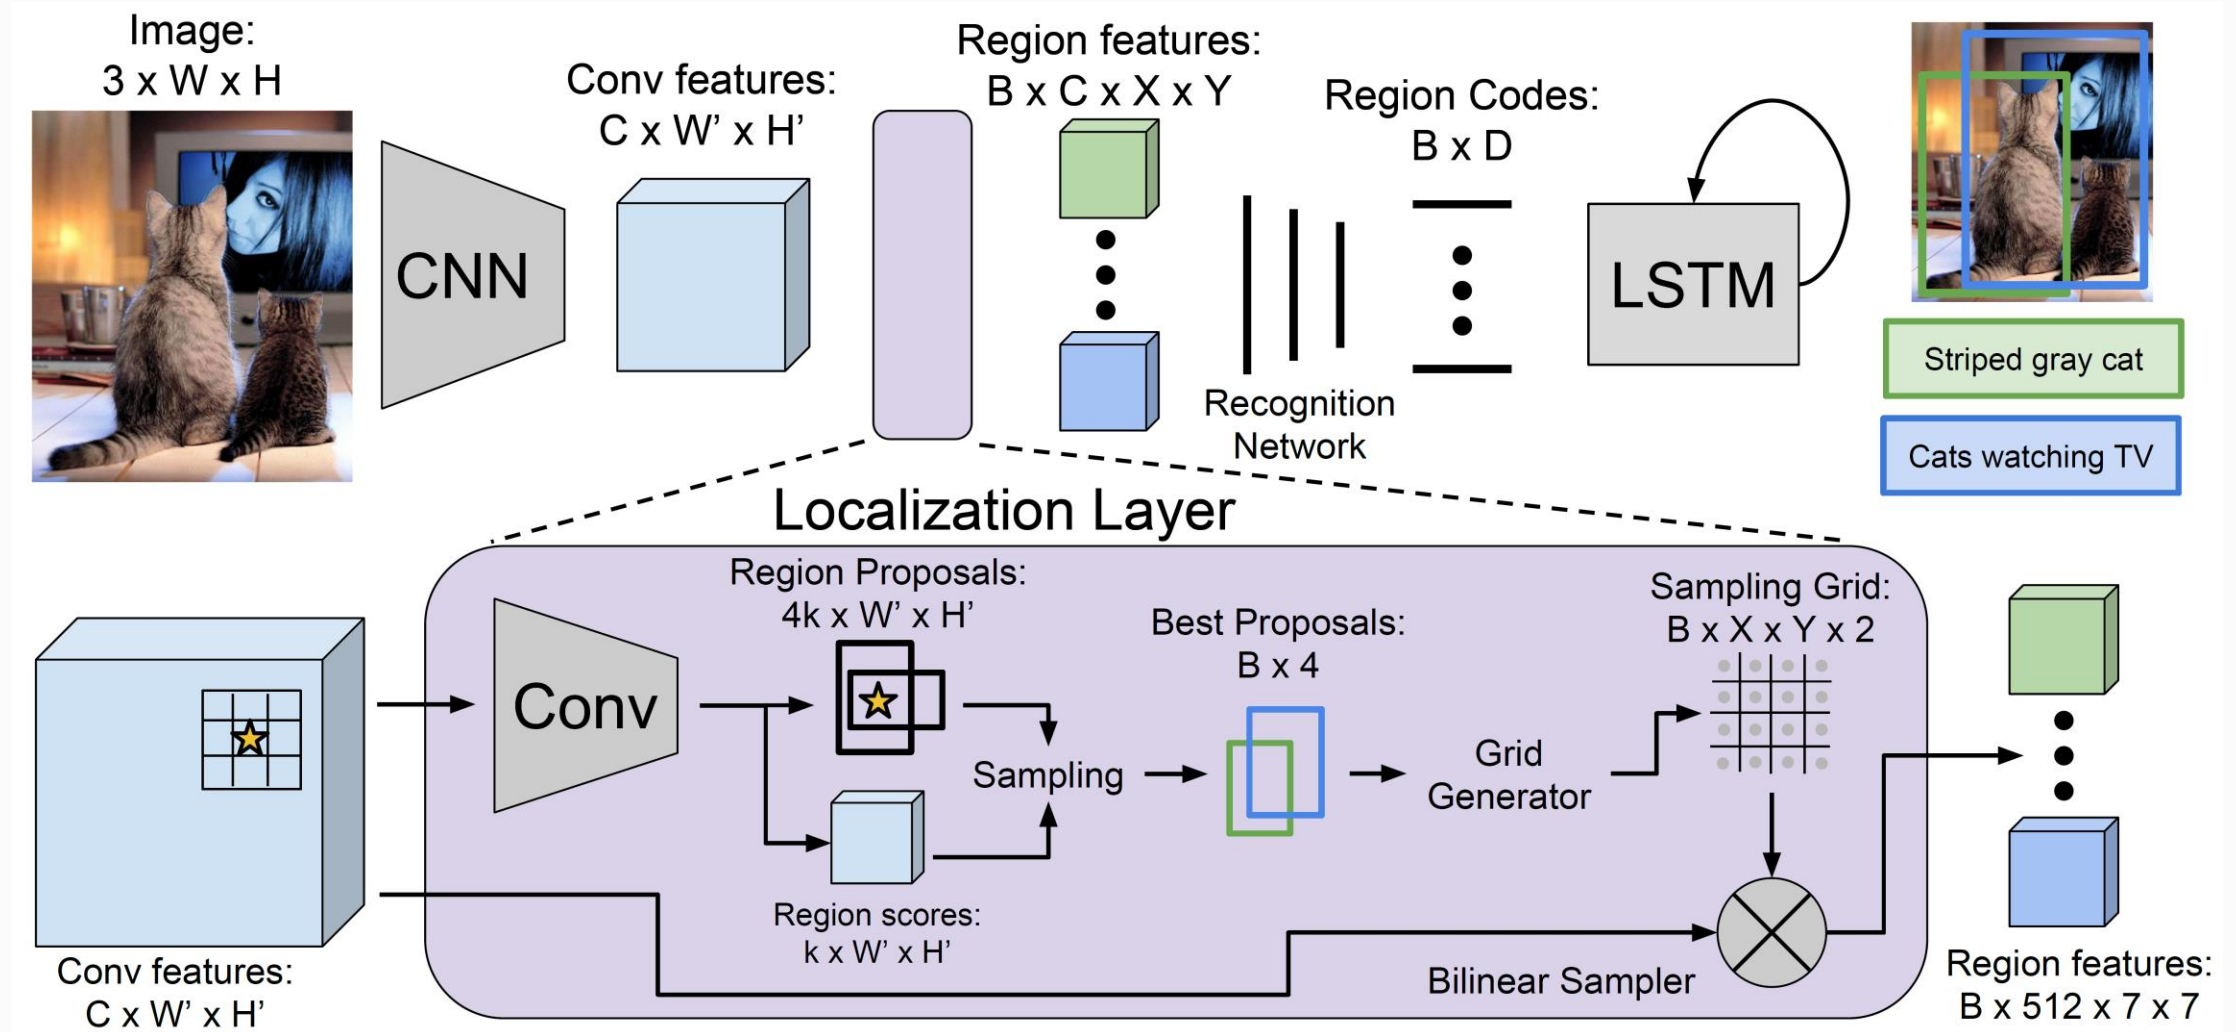 Image:
3 x W x H
CNN
Conv features:
C x W’ x H’
Region features:
B x C x X x Y
Recognition
Network
Region Codes:
B x D
LSTM
Striped gray cat
Cats watching TV
Localization Layer
Conv features:
C x W’ x H’
Conv
Region Proposals:
4k x W’ x H’
Region scores:
k x W’ x H’
Sampling
Best Proposals:
B x 4
Grid
Generator
Sampling Grid:
B x X x Y x 2
Bilinear Sampler
Region features:
B x 512 x 7 x 7